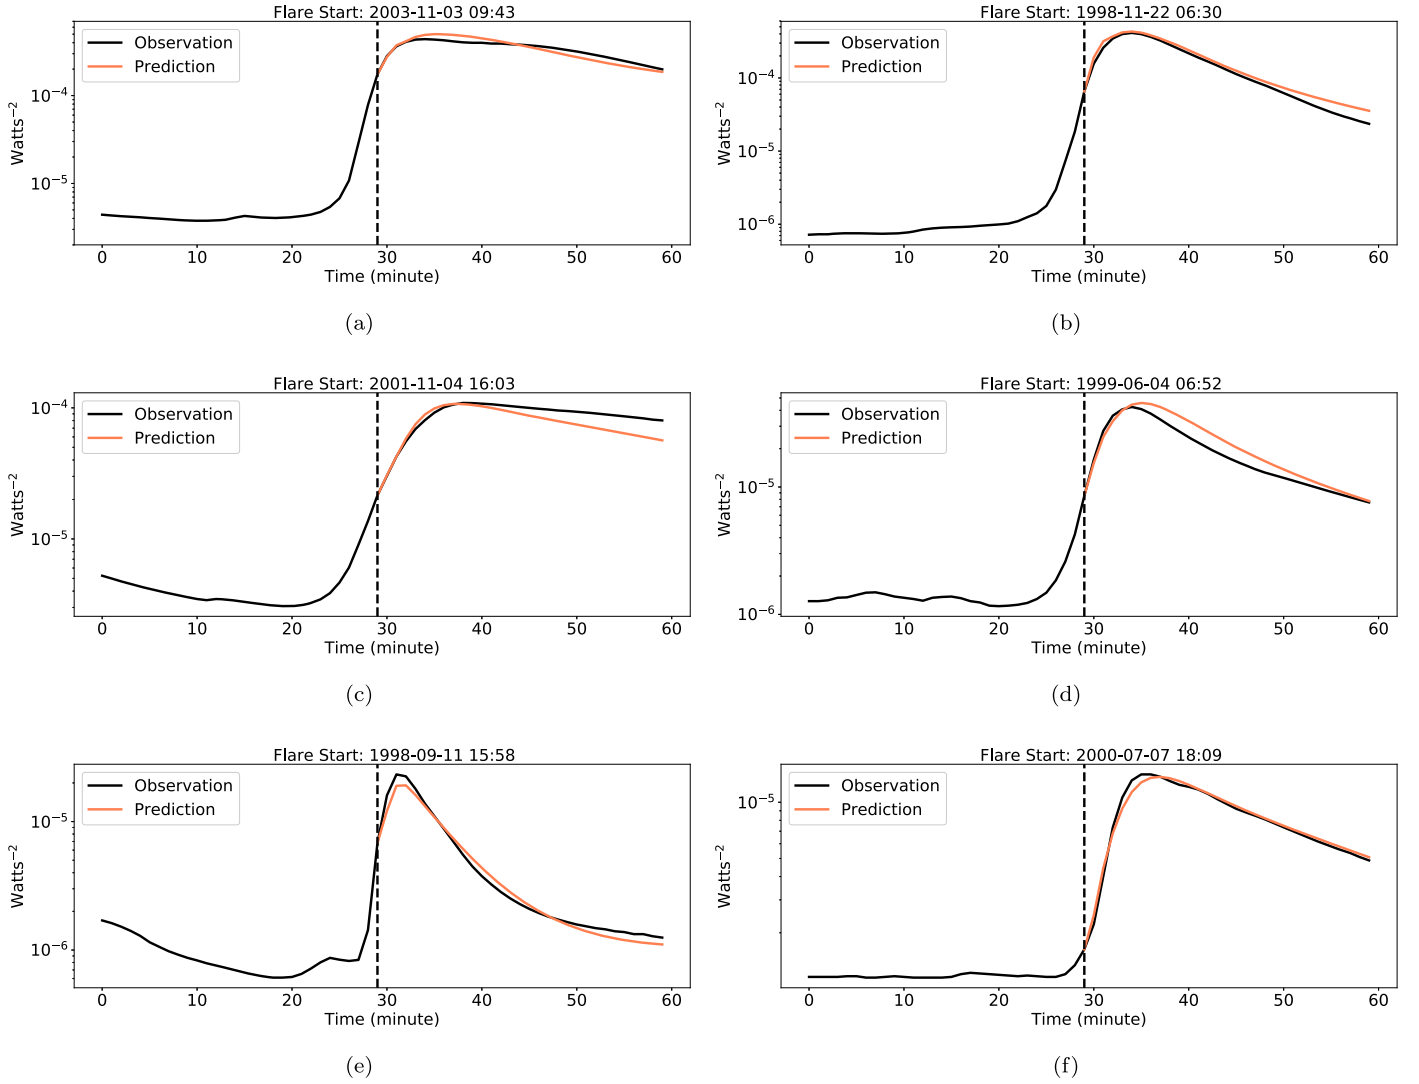 Flare Start: 2003-11-03 09:43
Observation
Prediction
10⁻⁴
10⁻⁵
Watts⁻²
0 10 20 30 40 50 60
Time (minute)
(a)
Flare Start: 1998-11-22 06:30
Observation
Prediction
10⁻⁴
10⁻⁵
10⁻⁶
Watts⁻²
0 10 20 30 40 50 60
Time (minute)
(b)
Flare Start: 2001-11-04 16:03
Observation
Prediction
10⁻⁴
10⁻⁵
Watts⁻²
0 10 20 30 40 50 60
Time (minute)
(c)
Flare Start: 1999-06-04 06:52
Observation
Prediction
10⁻⁵
10⁻⁶
Watts⁻²
0 10 20 30 40 50 60
Time (minute)
(d)
Flare Start: 1998-09-11 15:58
Observation
Prediction
10⁻⁵
10⁻⁶
Watts⁻²
0 10 20 30 40 50 60
Time (minute)
(e)
Flare Start: 2000-07-07 18:09
Observation
Prediction
10⁻⁵
Watts⁻²
0 10 20 30 40 50 60
Time (minute)
(f)